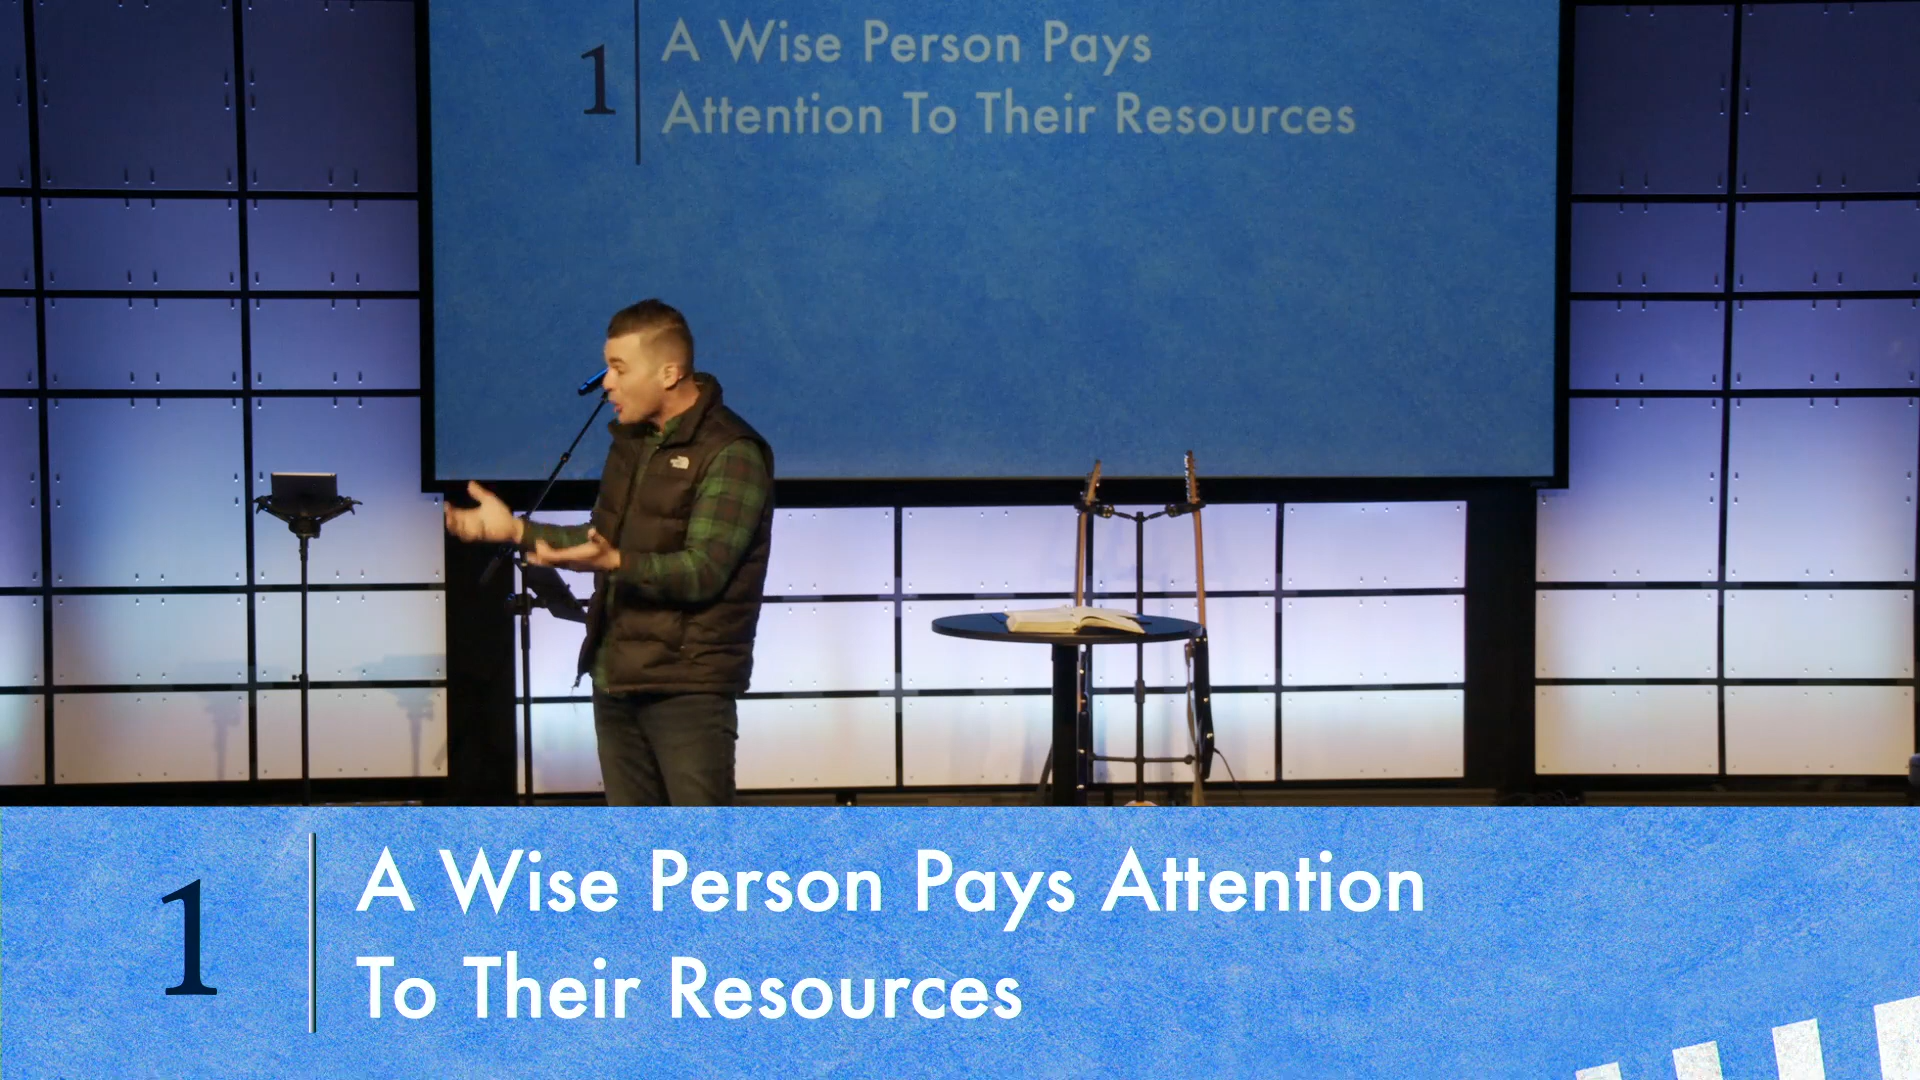 1
A Wise Person Pays
Attention To Their Resources
1
A Wise Person Pays Attention
To Their Resources